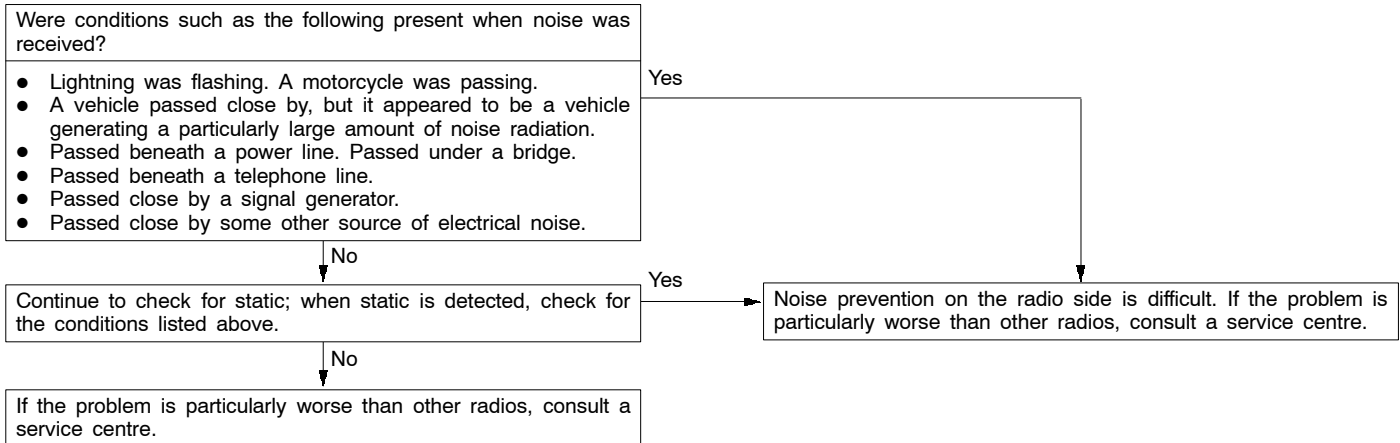 Were conditions such as the following present when noise was
received?
● Lightning was flashing. A motorcycle was passing.
● A vehicle passed close by, but it appeared to be a vehicle
generating a particularly large amount of noise radiation.
● Passed beneath a power line. Passed under a bridge.
● Passed beneath a telephone line.
● Passed close by a signal generator.
● Passed close by some other source of electrical noise.
Yes
No
Continue to check for static; when static is detected, check for
the conditions listed above.
Yes
Noise prevention on the radio side is difficult. If the problem is
particularly worse than other radios, consult a service centre.
No
If the problem is particularly worse than other radios, consult a
service centre.